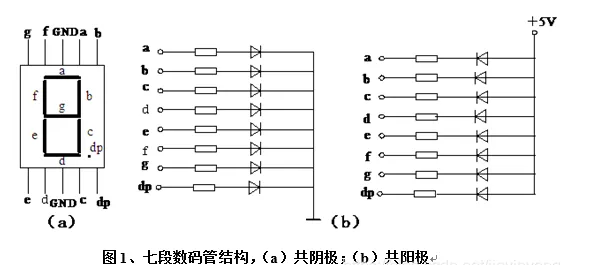 g f GND a b
a
f b
g
e c
d dp
e d GND c dp
(a)
a
b
c
d
e
f
g
dp
(b)
+5V
a
b
c
d
e
f
g
dp
图1、七段数码管结构，(a) 共阴极；(b) 共阳极